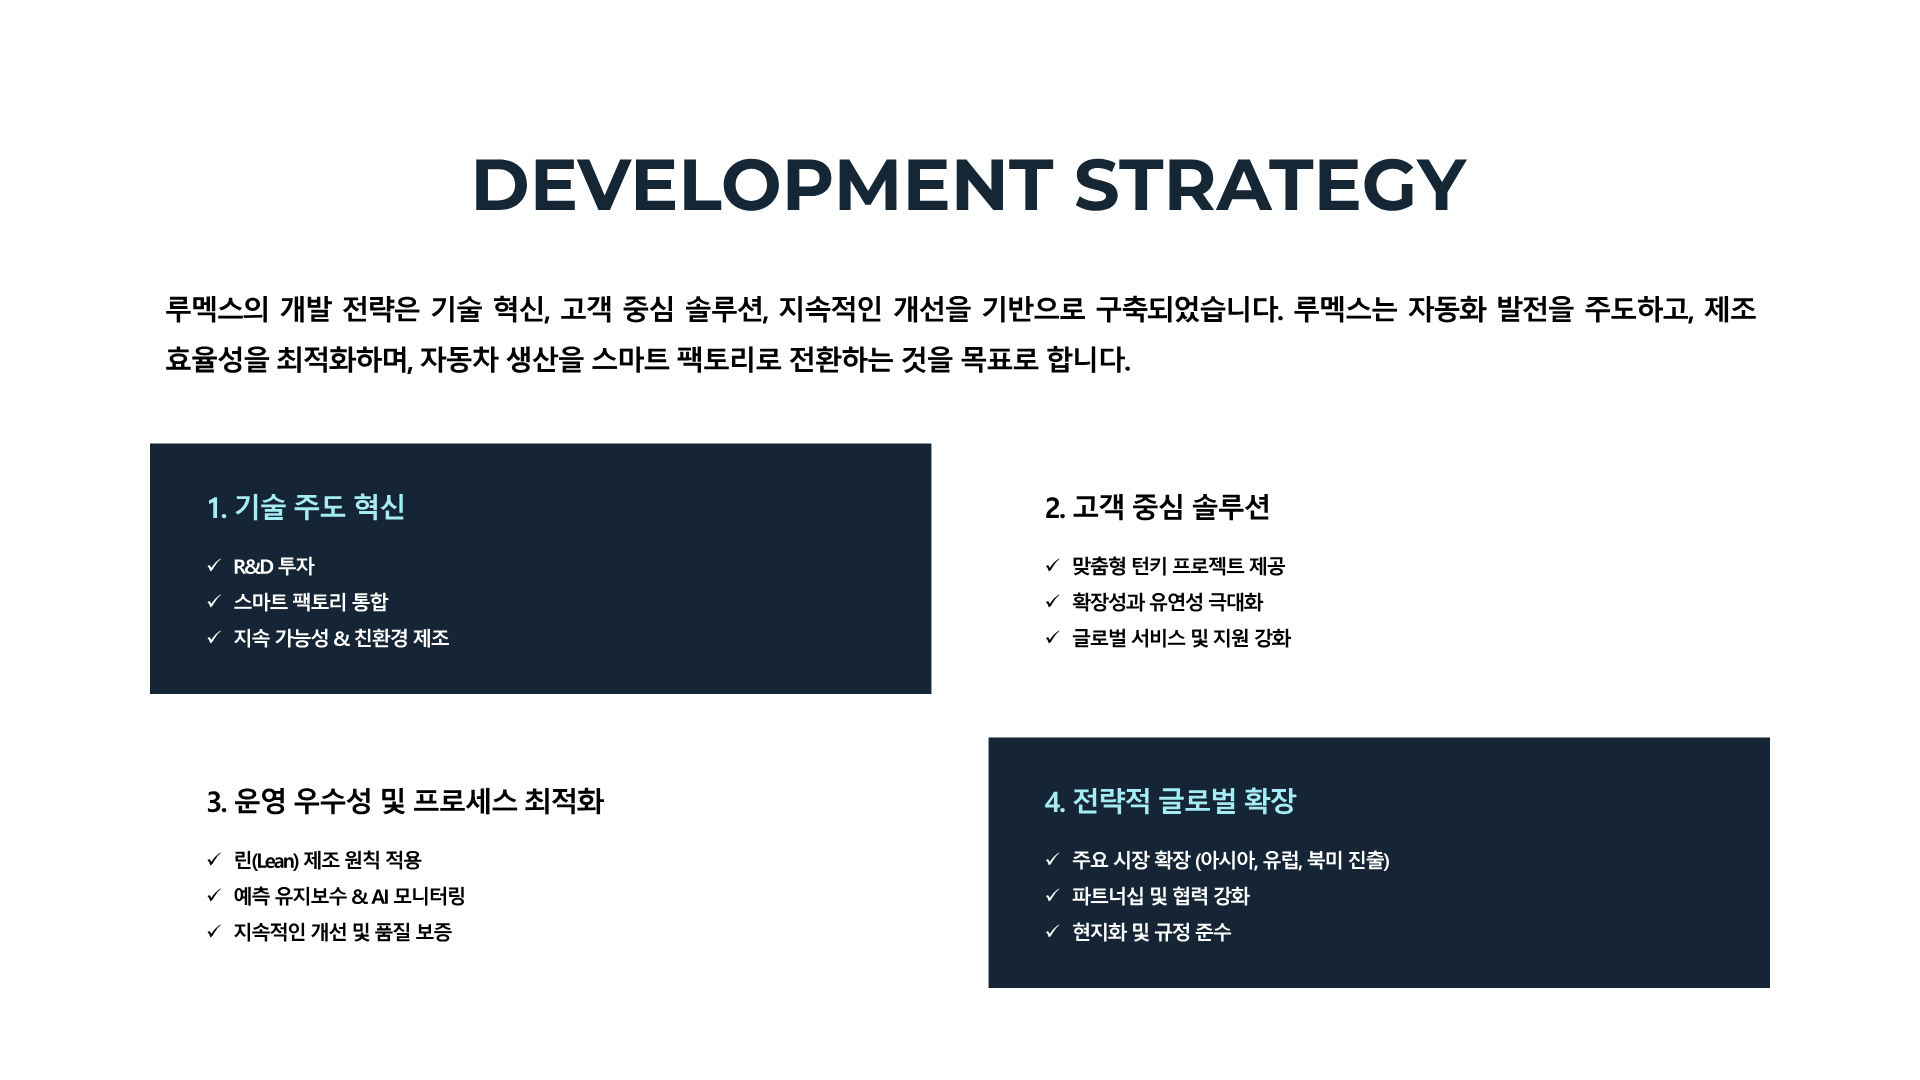 DEVELOPMENT STRATEGY
루멕스의 개발 전략은 기술 혁신, 고객 중심 솔루션, 지속적인 개선을 기반으로 구축되었습니다. 루멕스는 자동화 발전을 주도하고, 제조
효율성을 최적화하며, 자동차 생산을 스마트 팩토리로 전환하는 것을 목표로 합니다.
1. 기술 주도 혁신
✓ R&D 투자
✓ 스마트 팩토리 통합
✓ 지속 가능성 & 친환경 제조
2. 고객 중심 솔루션
✓ 맞춤형 턴키 프로젝트 제공
✓ 확장성과 유연성 극대화
✓ 글로벌 서비스 및 지원 강화
3. 운영 우수성 및 프로세스 최적화
✓ 린(Lean) 제조 원칙 적용
✓ 예측 유지보수 & AI 모니터링
✓ 지속적인 개선 및 품질 보증
4. 전략적 글로벌 확장
✓ 주요 시장 확장 (아시아, 유럽, 북미 진출)
✓ 파트너십 및 협력 강화
✓ 현지화 및 규정 준수